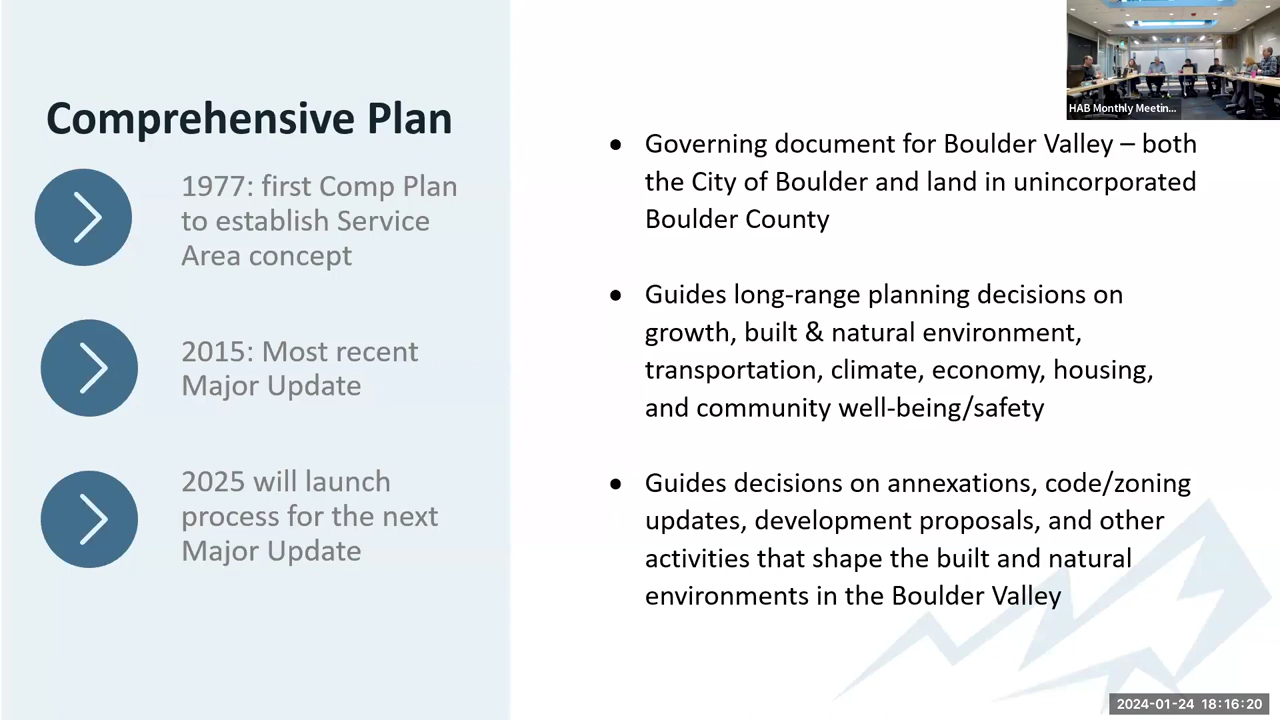 Comprehensive Plan
1977: first Comp Plan
to establish Service
Area concept
2015: Most recent
Major Update
2025 will launch
process for the next
Major Update
● Governing document for Boulder Valley – both
the City of Boulder and land in unincorporated
Boulder County
● Guides long-range planning decisions on
growth, built & natural environment,
transportation, climate, economy, housing,
and community well-being/safety
● Guides decisions on annexations, code/zoning
updates, development proposals, and other
activities that shape the built and natural
environments in the Boulder Valley
HAB Monthly Meetin...
2024-01-24 18:16:20